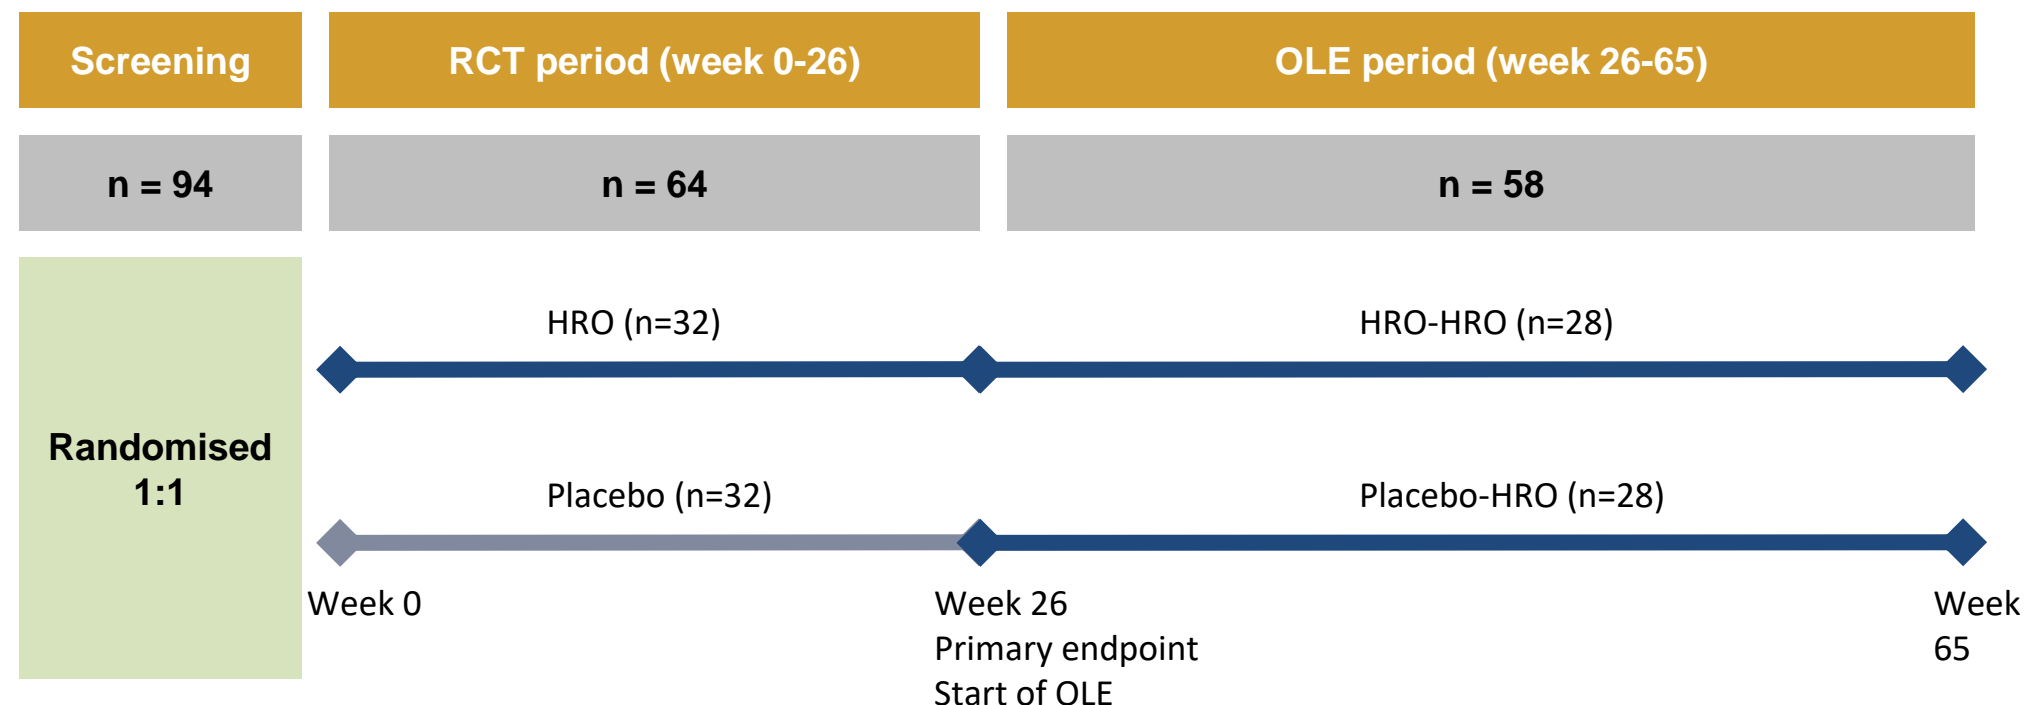 Screening
RCT period (week 0-26)
OLE period (week 26-65)
n = 94
n = 64
n = 58
Randomised
1:1
HRO (n=32)
HRO-HRO (n=28)
Placebo (n=32)
Placebo-HRO (n=28)
Week 0
Week 26
Primary endpoint
Start of OLE
Week
65